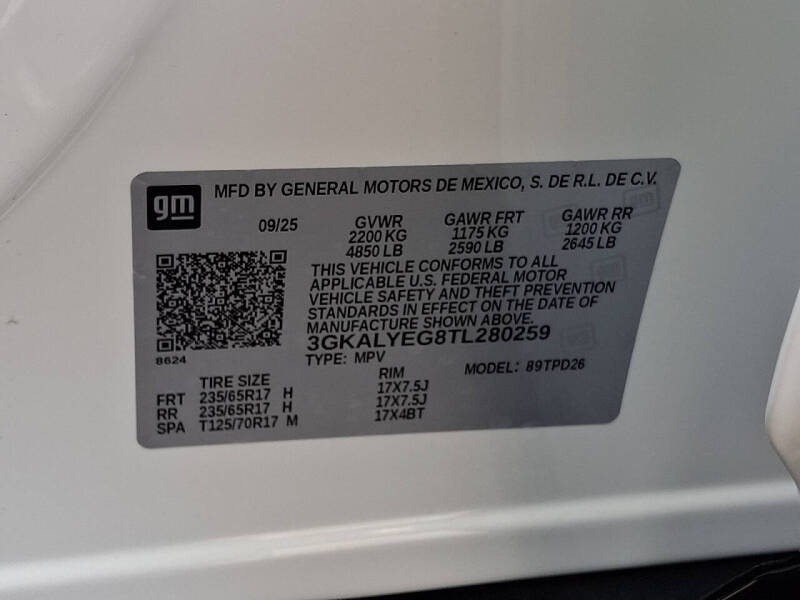 gm MFD BY GENERAL MOTORS DE MEXICO, S. DE R.L. DE C.V.
09/25 GVWR GAWR FRT GAWR RR
2200 KG 1175 KG 1200 KG
4850 LB 2590 LB 2645 LB
THIS VEHICLE CONFORMS TO ALL
APPLICABLE U.S. FEDERAL MOTOR
VEHICLE SAFETY AND THEFT PREVENTION
STANDARDS IN EFFECT ON THE DATE OF
MANUFACTURE SHOWN ABOVE.
8624 3GKALYEG8TL280259
TYPE: MPV MODEL: 89TPD26
TIRE SIZE RIM
FRT 235/65R17 H 17X7.5J
RR 235/65R17 H 17X7.5J
SPA T125/70R17 M 17X4BT